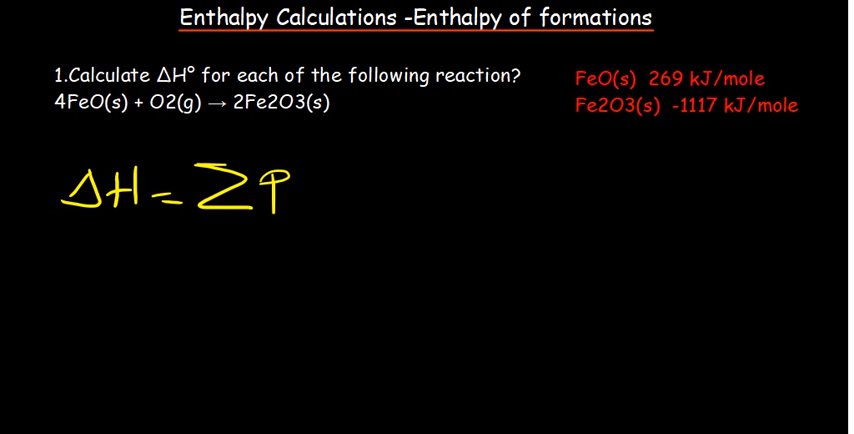 Enthalpy Calculations -Enthalpy of formations
1.Calculate ΔH° for each of the following reaction?
4FeO(s) + O2(g) → 2Fe2O3(s)
FeO(s) 269 kJ/mole
Fe2O3(s) -1117 kJ/mole
ΔH = ΣP